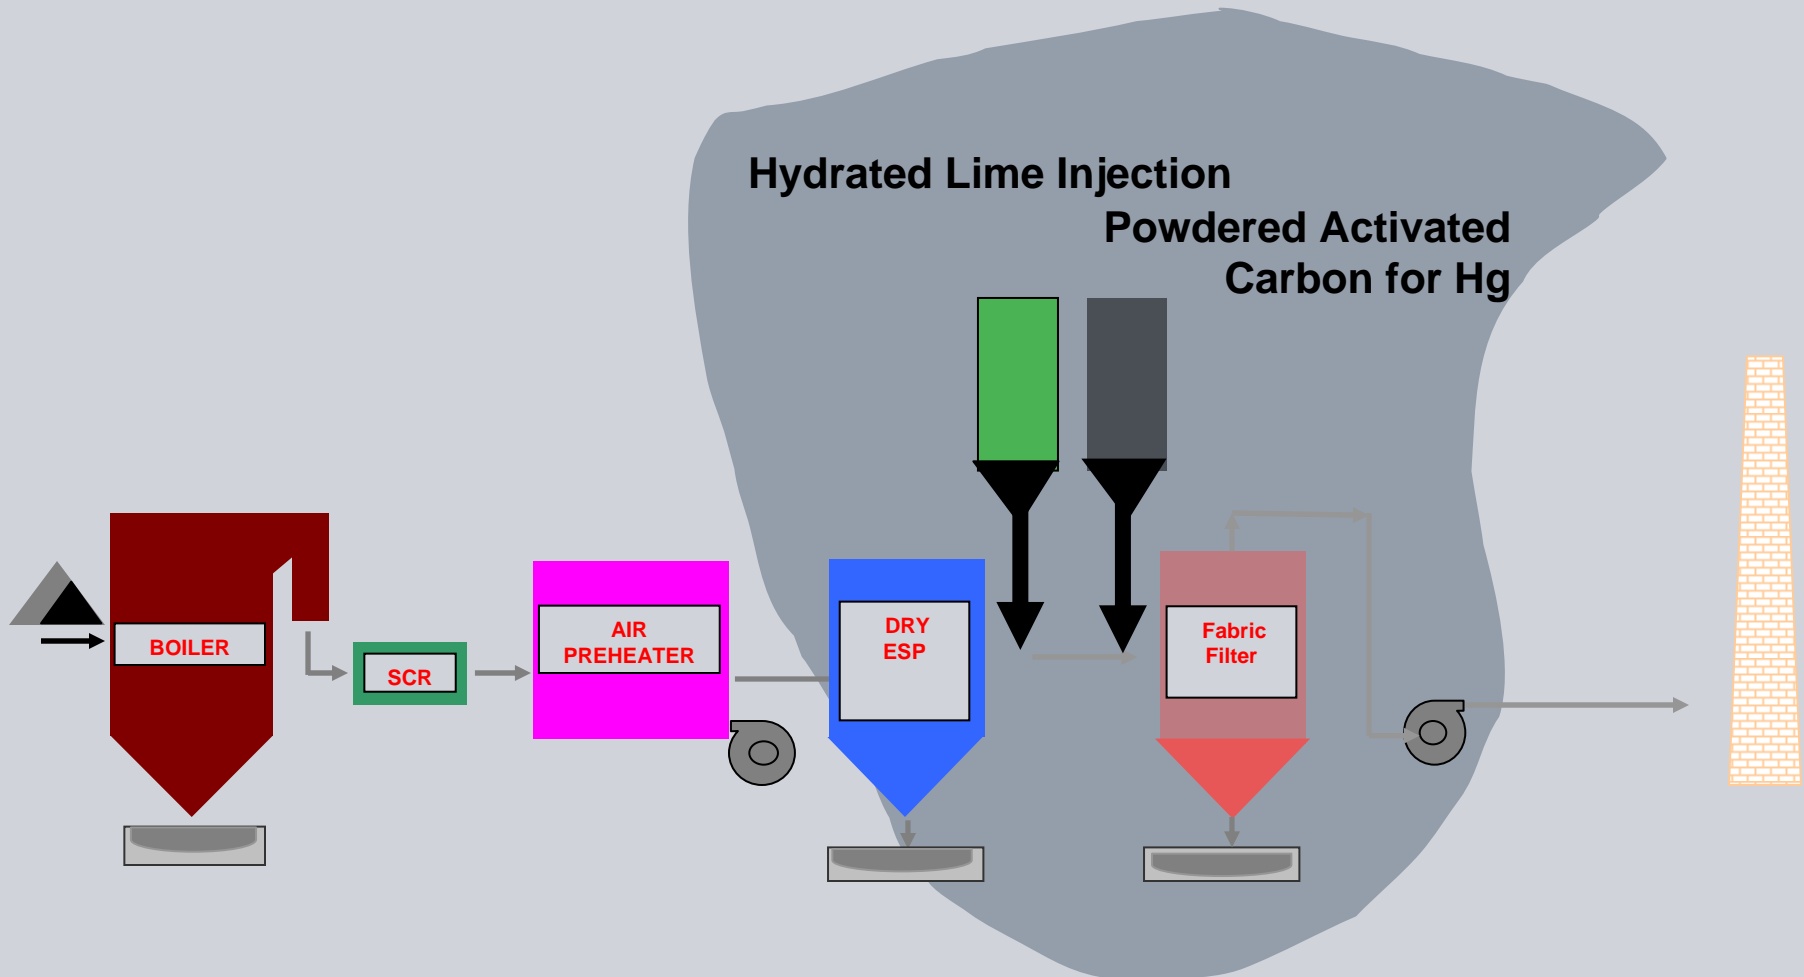 Hydrated Lime Injection
Powdered Activated
Carbon for Hg
BOILER
SCR
AIR
PREHEATER
DRY
ESP
Fabric
Filter